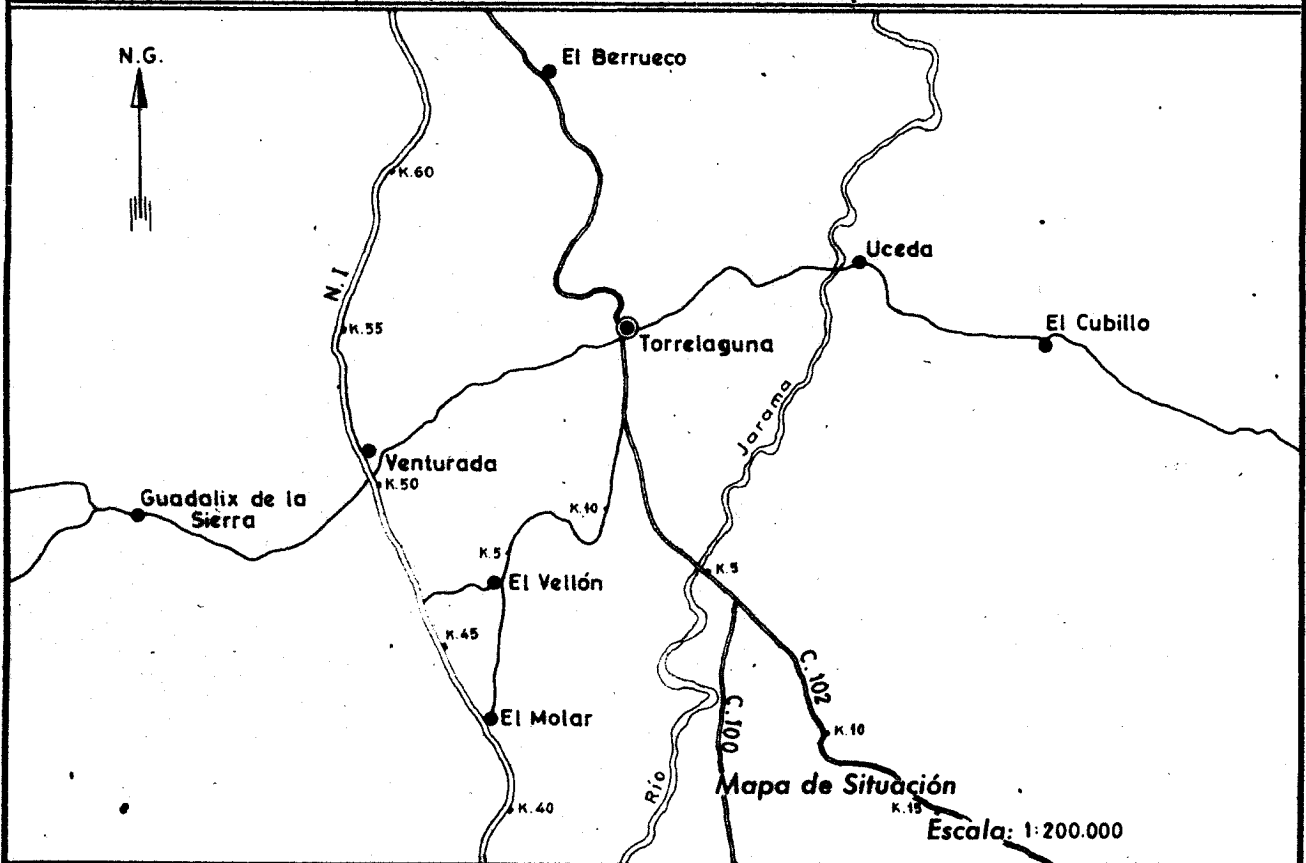 N.G.
El Berrueco
K.60
Uceda
N.I
K.55
El Cubillo
Torrelaguna
Jarama
Venturada
K.50
Guadalix de la
Sierra
K.10
K.5
K.5
El Vellón
K.45
C.102
El Molar
C.100
K.10
Río
Mapa de Situación
K.40
K.15
Escala: 1:200.000